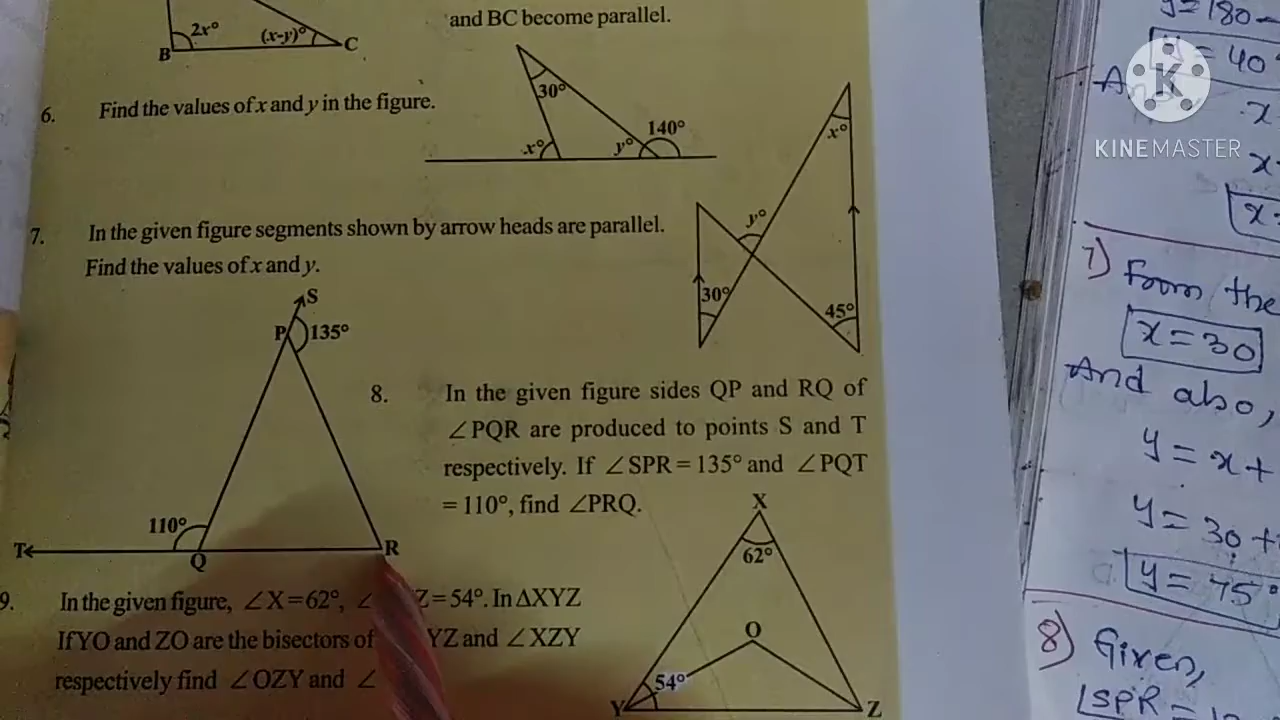 and BC become parallel.
2x° (x-y)°
B C
6. Find the values of x and y in the figure.
30°
x° y° 140°
x°
7. In the given figure segments shown by arrow heads are parallel.
Find the values of x and y.
y°
30° 45°
S
P 135°
110°
T Q R
8. In the given figure sides QP and RQ of
∠PQR are produced to points S and T
respectively. If ∠SPR = 135° and ∠PQT
= 110°, find ∠PRQ.
X
62°
O
54°
Y Z
9. In the given figure, ∠X = 62°, ∠ Z = 54°. In ΔXYZ
If YO and ZO are the bisectors of YZ and ∠XZY
respectively find ∠OZY and ∠
y = 180 -
= 40°
x
x
x =
7) From the
x = 30
And also,
y = x +
y = 30 +
y = 75°
8) Given,
∠SPR =
K
KINEMASTER